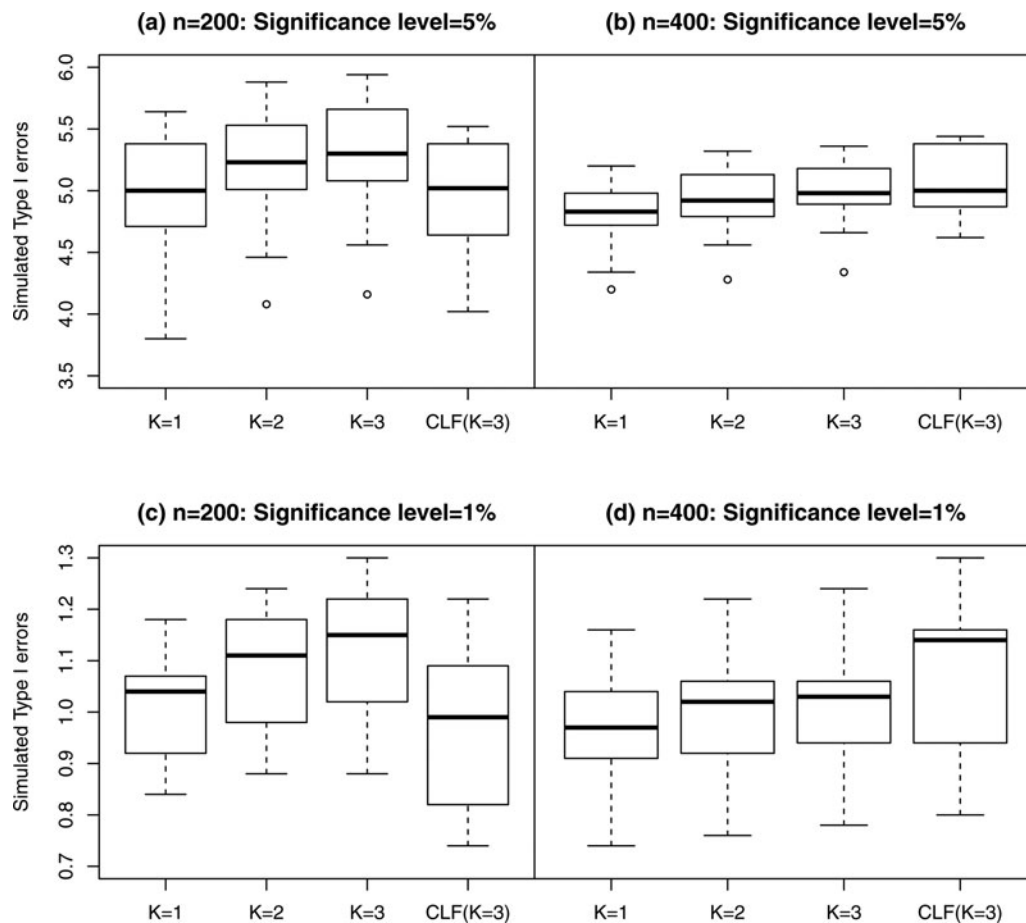 (a) n=200: Significance level=5%
(b) n=400: Significance level=5%
Simulated Type I errors
6.0
5.5
5.0
4.5
4.0
3.5
K=1 K=2 K=3 CLF(K=3)
K=1 K=2 K=3 CLF(K=3)
(c) n=200: Significance level=1%
(d) n=400: Significance level=1%
Simulated Type I errors
1.3
1.2
1.1
1.0
0.9
0.8
0.7
K=1 K=2 K=3 CLF(K=3)
K=1 K=2 K=3 CLF(K=3)